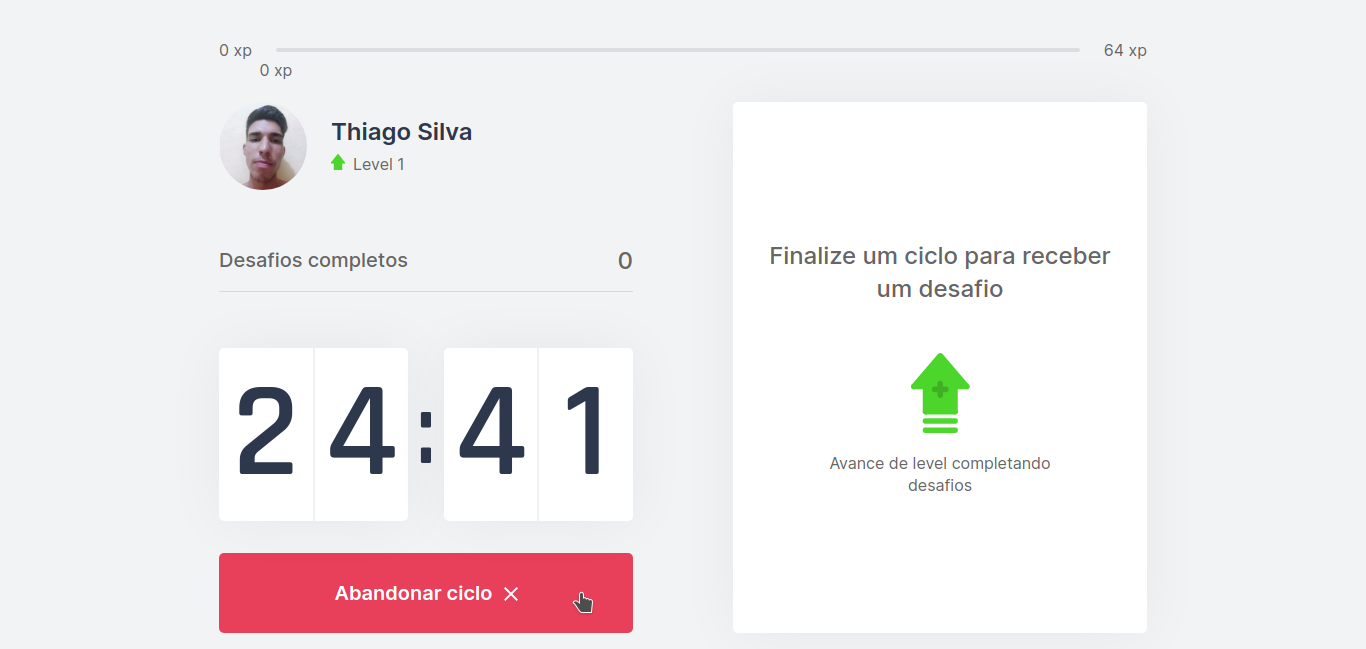 0 xp
64 xp
0 xp
Thiago Silva
Level 1
Desafios completos
0
24:41
Abandonar ciclo
Finalize um ciclo para receber
um desafio
Avance de level completando
desafios